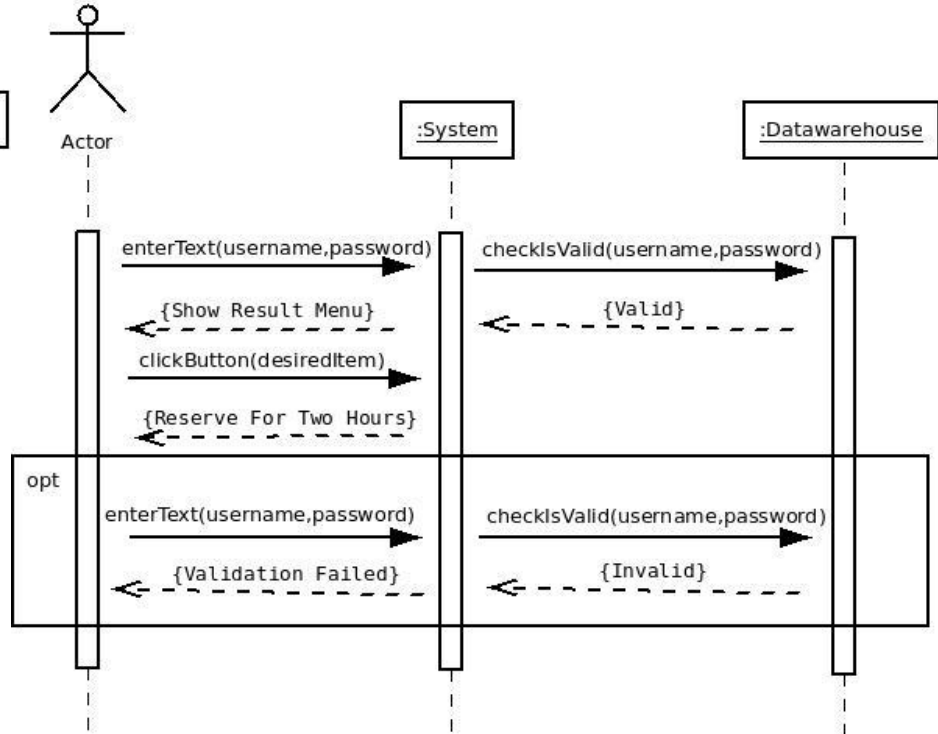 Actor
:System
:Datawarehouse
enterText(username,password)
checkIsValid(username,password)
{Show Result Menu}
{Valid}
clickButton(desiredItem)
{Reserve For Two Hours}
opt
enterText(username,password)
checkIsValid(username,password)
{Validation Failed}
{Invalid}